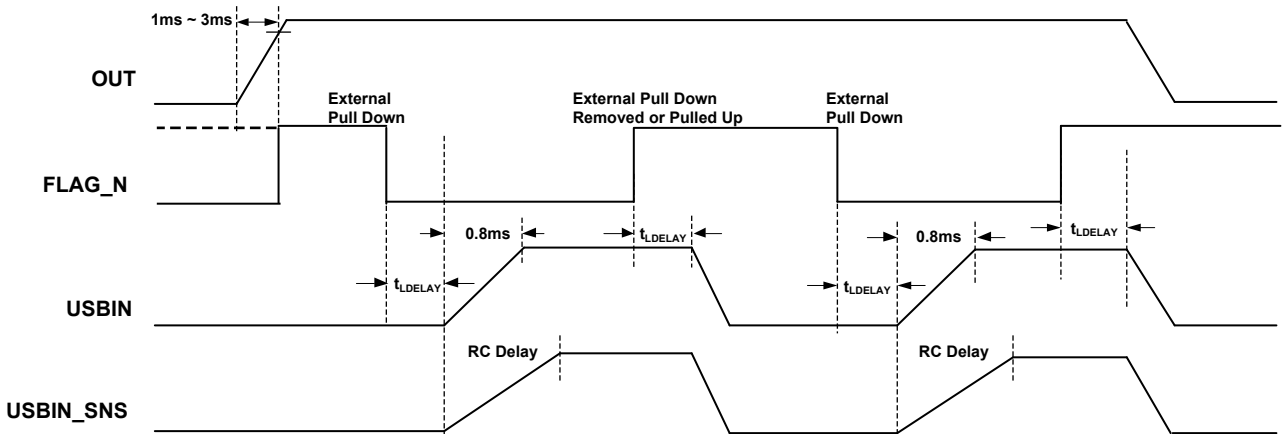 1ms ~ 3ms
OUT
External
Pull Down
External Pull Down
Removed or Pulled Up
External
Pull Down
FLAG_N
0.8ms
tLDELAY
0.8ms
tLDELAY
tLDELAY
tLDELAY
USBIN
RC Delay
RC Delay
USBIN_SNS